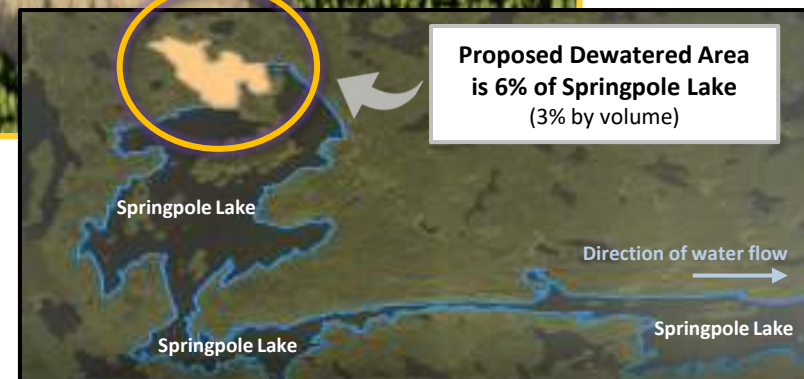 Proposed Dewatered Area
is 6% of Springpole Lake
(3% by volume)
Springpole Lake
Direction of water flow
Springpole Lake
Springpole Lake